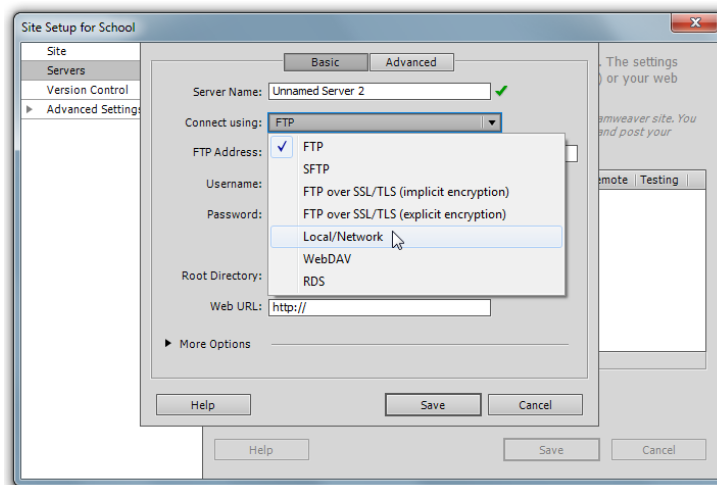 Site Setup for School
Site
Servers
Version Control
Advanced Settings
Basic
Advanced
Server Name: Unnamed Server 2
Connect using: FTP
FTP Address:
Username:
Password:
Root Directory:
Web URL: http://
FTP
SFTP
FTP over SSL/TLS (implicit encryption)
FTP over SSL/TLS (explicit encryption)
Local/Network
WebDAV
RDS
More Options
Help
Save
Cancel
. The settings
) or your web
amweaver site. You
and post your
emote Testing
Help
Save
Cancel